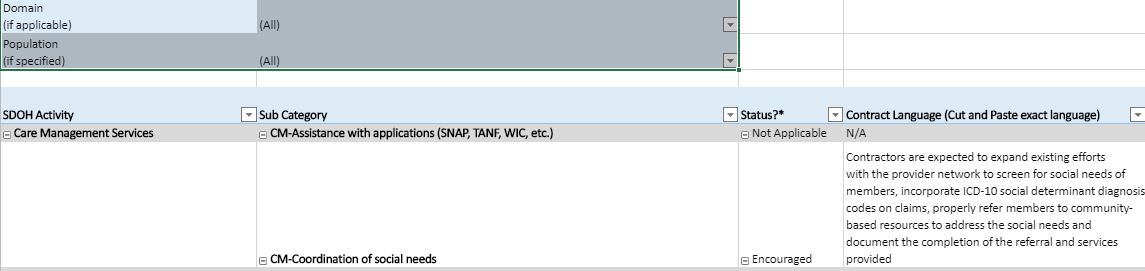 Domain
(if applicable) (All)
Population
(if specified) (All)
SDOH Activity Sub Category Status?* Contract Language (Cut and Paste exact language)
Care Management Services CM-Assistance with applications (SNAP, TANF, WIC, etc.) Not Applicable N/A
Contractors are expected to expand existing efforts
with the provider network to screen for social needs of
members, incorporate ICD-10 social determinant diagnosis
codes on claims, properly refer members to community-
based resources to address the social needs and
document the completion of the referral and services
CM-Coordination of social needs Encouraged provided